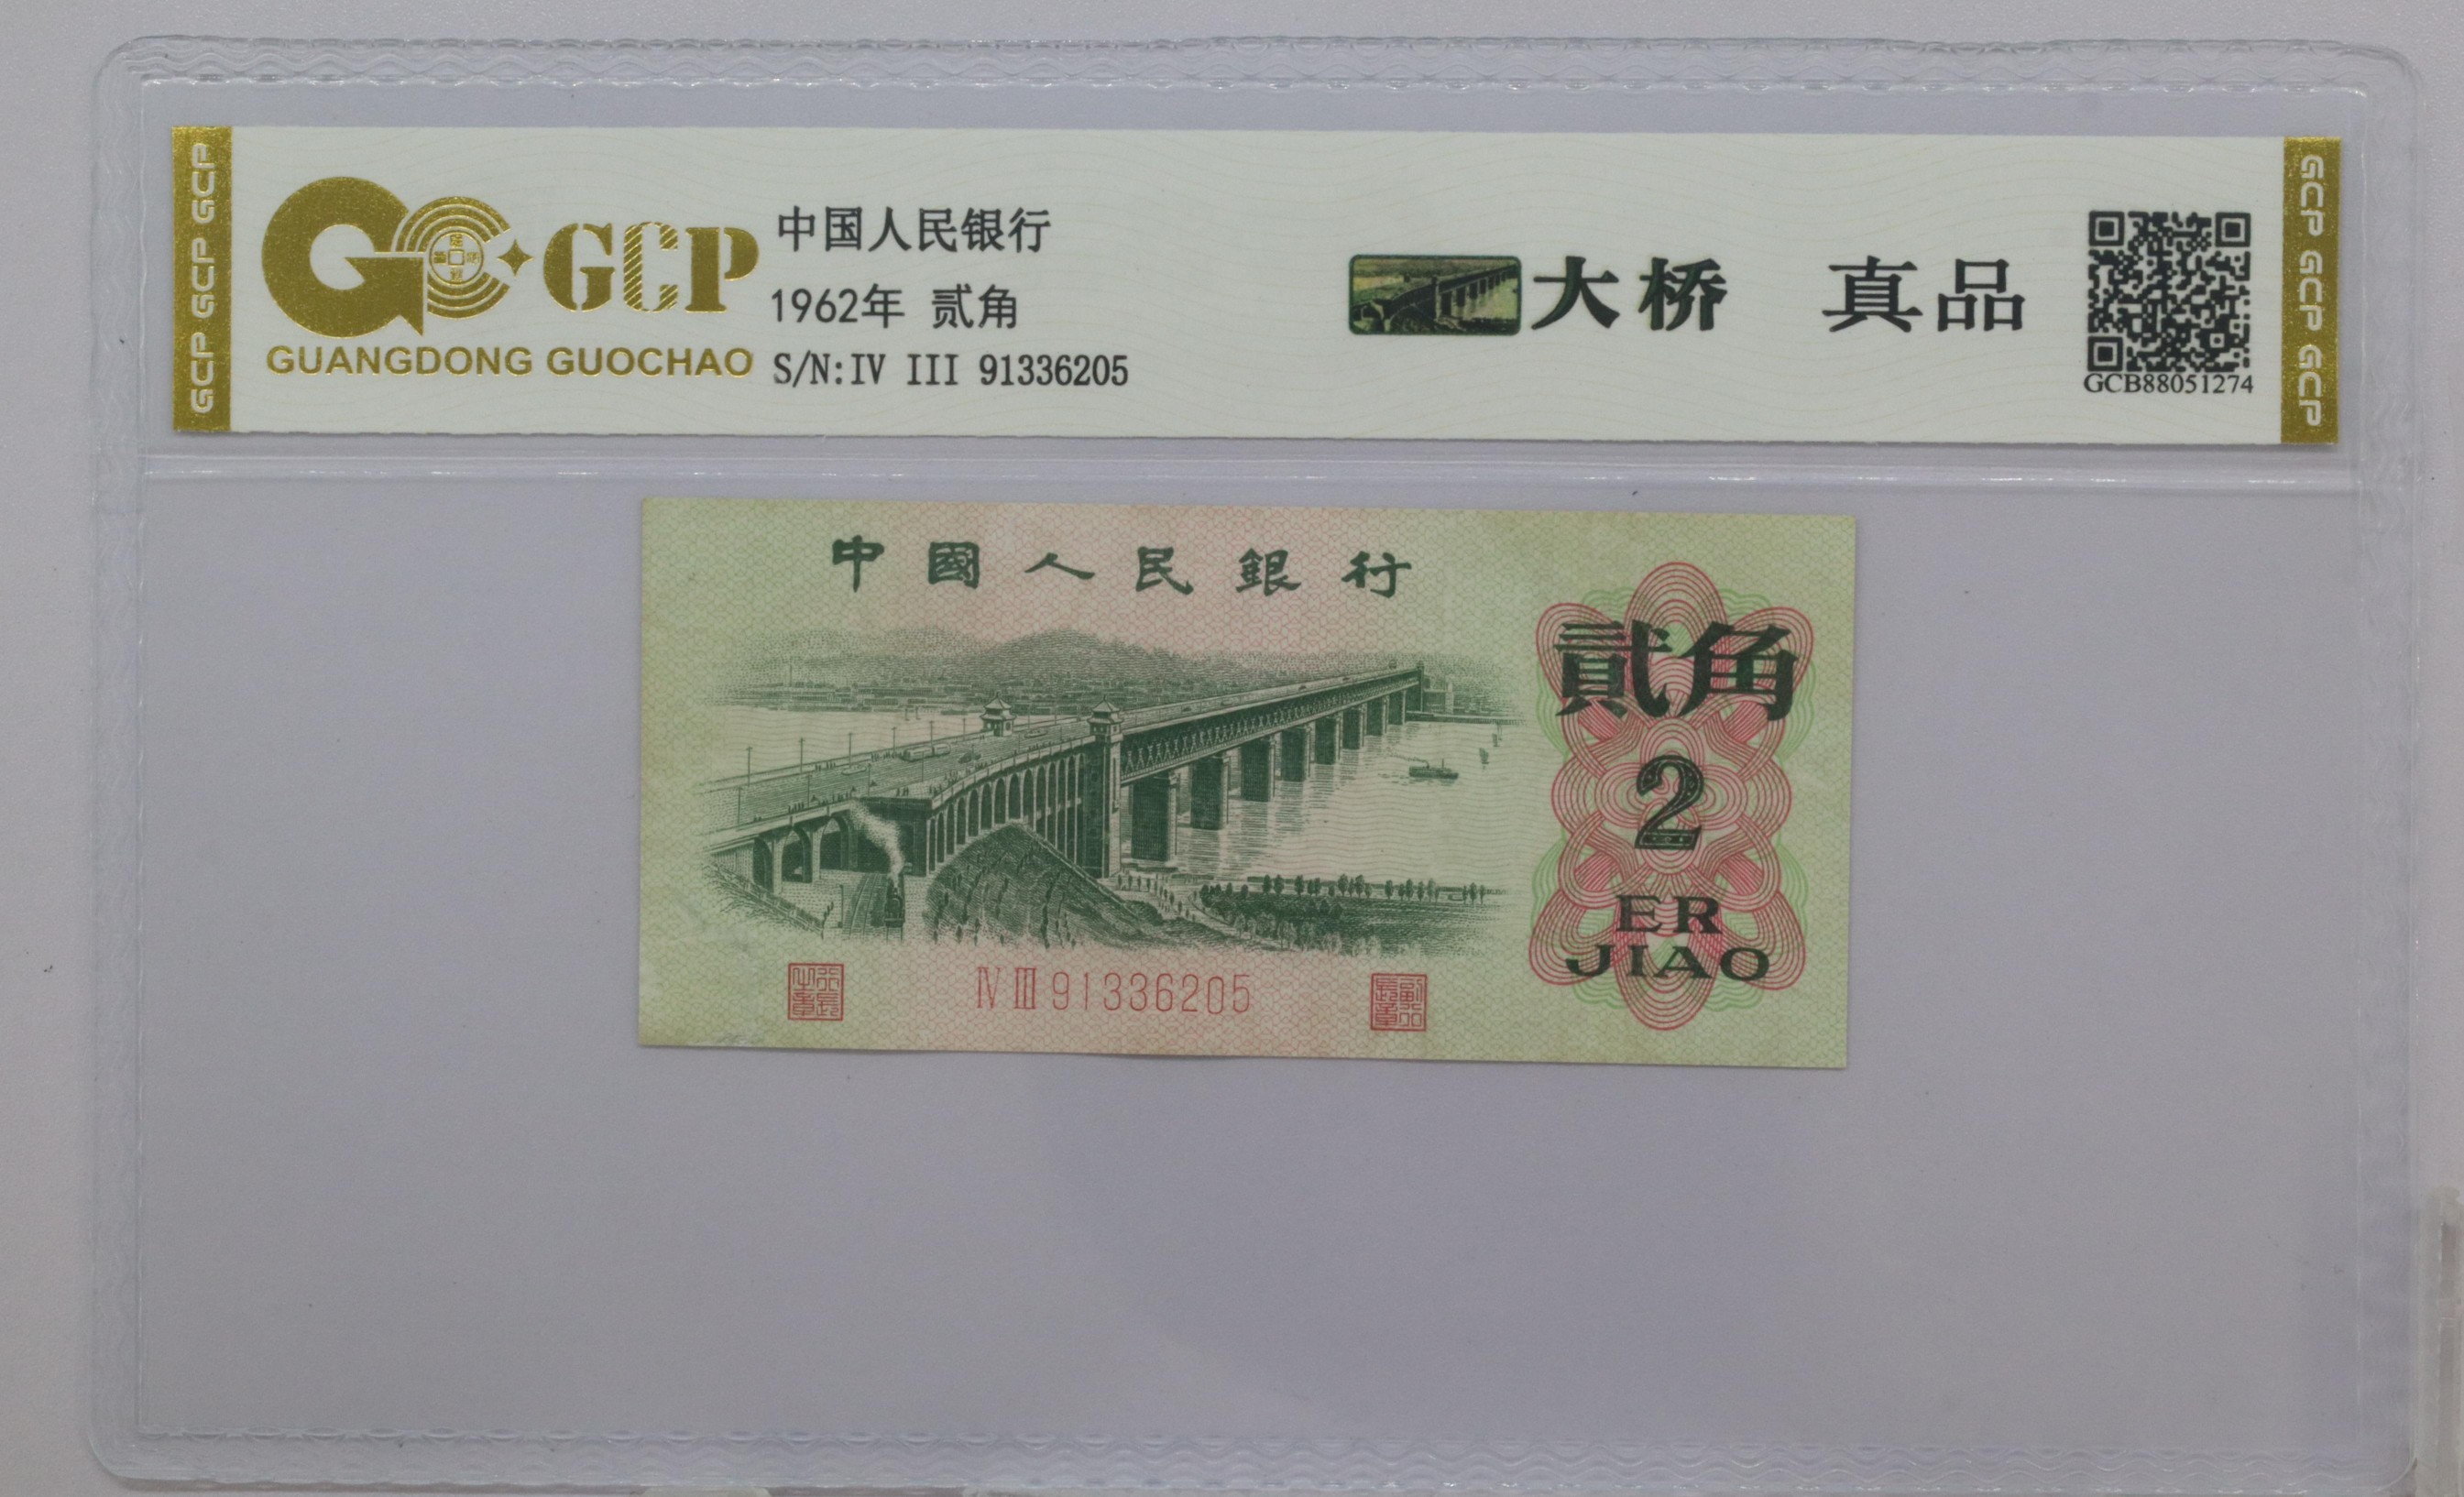 GCP GCP GCP
GCP
GUANGDONG GUOCHAO
中国人民银行
1962年 贰角
S/N:IV III 91336205
大桥 真品
GCB88051274
GCP GCP GCP
中國人民銀行
貳角
2
ER
JIAO
Ⅳ Ⅲ 91336205